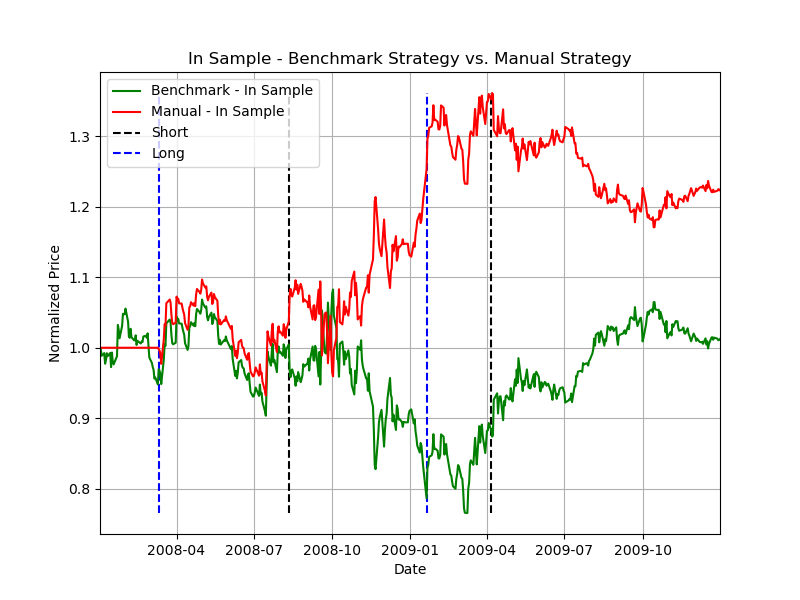 In Sample - Benchmark Strategy vs. Manual Strategy
Benchmark - In Sample
Manual - In Sample
Short
Long
1.3
1.2
1.1
1.0
0.9
0.8
Normalized Price
2008-04 2008-07 2008-10 2009-01 2009-04 2009-07 2009-10
Date